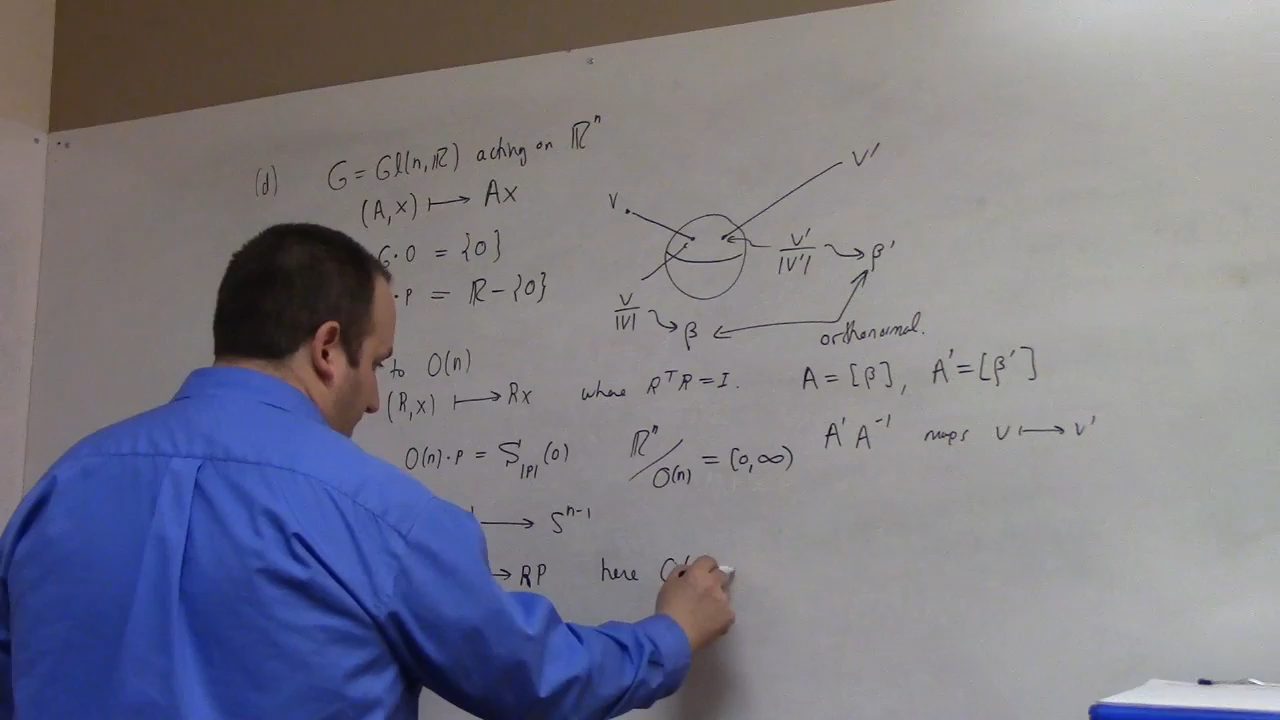 (d) G = Gl(n,ℝ) acting on ℝⁿ
(A,x) ↦ Ax
G·0 = {0}
·p = ℝ-{0}
to O(n)
(R,x) ↦ Rx where RᵀR = I.
O(n)·p = S_|p|(0) ℝⁿ/O(n) = [0,∞)
→ Sⁿ⁻¹
→ RP here O(
V
V'
V'/|V'| → β'
V/|V| → β
orthonormal.
A = [β], A' = [β']
A'A⁻¹ maps v ↦ v'